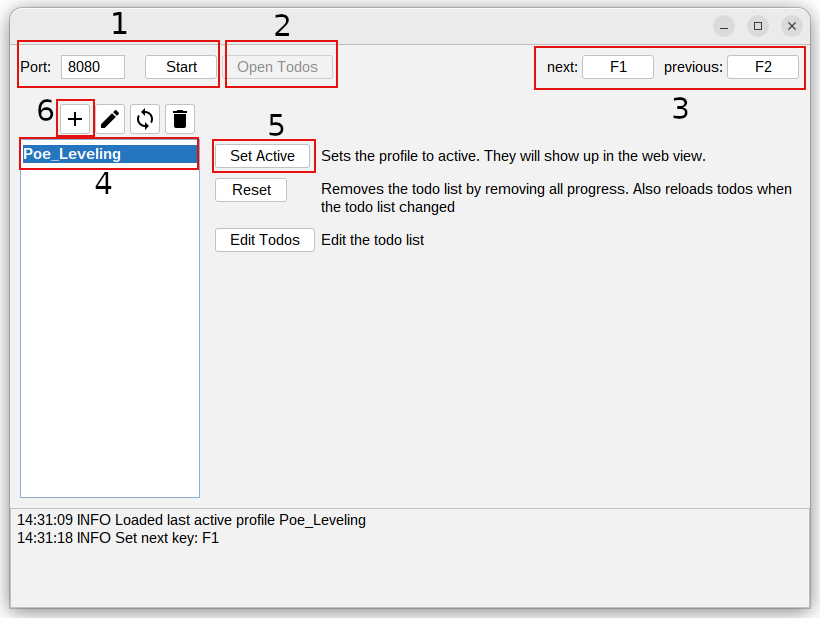 1
2
Port: 8080 Start Open Todos next: F1 previous: F2
3
6
5
Poe_Leveling
4
Set Active Sets the profile to active. They will show up in the web view.
Reset Removes the todo list by removing all progress. Also reloads todos when
the todo list changed
Edit Todos Edit the todo list
14:31:09 INFO Loaded last active profile Poe_Leveling
14:31:18 INFO Set next key: F1